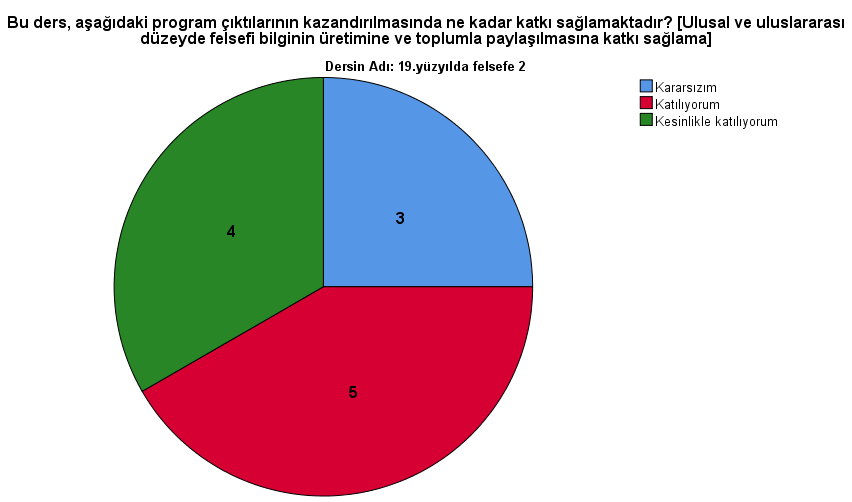 Bu ders, aşağıdaki program çıktılarının kazandırılmasında ne kadar katkı sağlamaktadır? [Ulusal ve uluslararası
düzeyde felsefi bilginin üretimine ve toplumla paylaşılmasına katkı sağlama]
Dersin Adı: 19.yüzyılda felsefe 2
Kararsızım
Katılıyorum
Kesinlikle katılıyorum
4
3
5